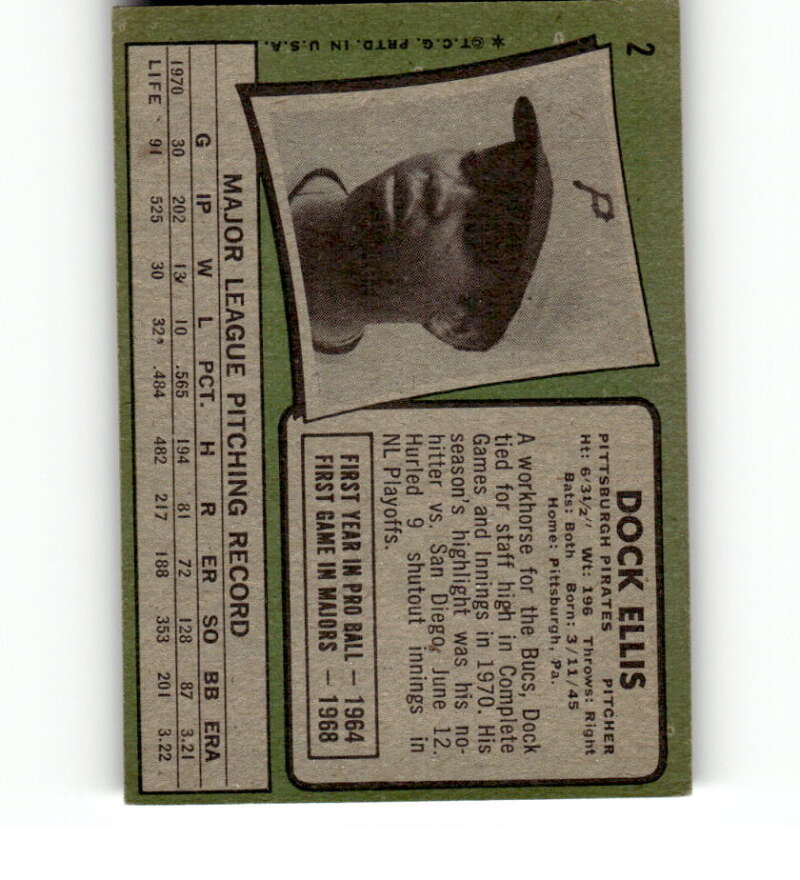 2
* ©T.C.G. PRTD. IN U.S.A.
P
DOCK ELLIS
PITTSBURGH PIRATES PITCHER
Ht: 6'3½" Wt: 196 Throws: Right
Bats: Both Born: 3/11/45
Home: Pittsburgh, Pa.
A workhorse for the Bucs, Dock
tied for staff high in Complete
Games and Innings in 1970. His
season's highlight was his no-
hitter vs. San Diego, June 12.
Hurled 9 shutout innings in
NL Playoffs.
FIRST YEAR IN PRO BALL — 1964
FIRST GAME IN MAJORS — 1968
MAJOR LEAGUE PITCHING RECORD
G IP W L PCT. H R ER SO BB ERA
1970 30 202 13 10 .565 194 81 72 128 87 3.21
LIFE 91 525 30 32 .484 482 217 188 353 201 3.22